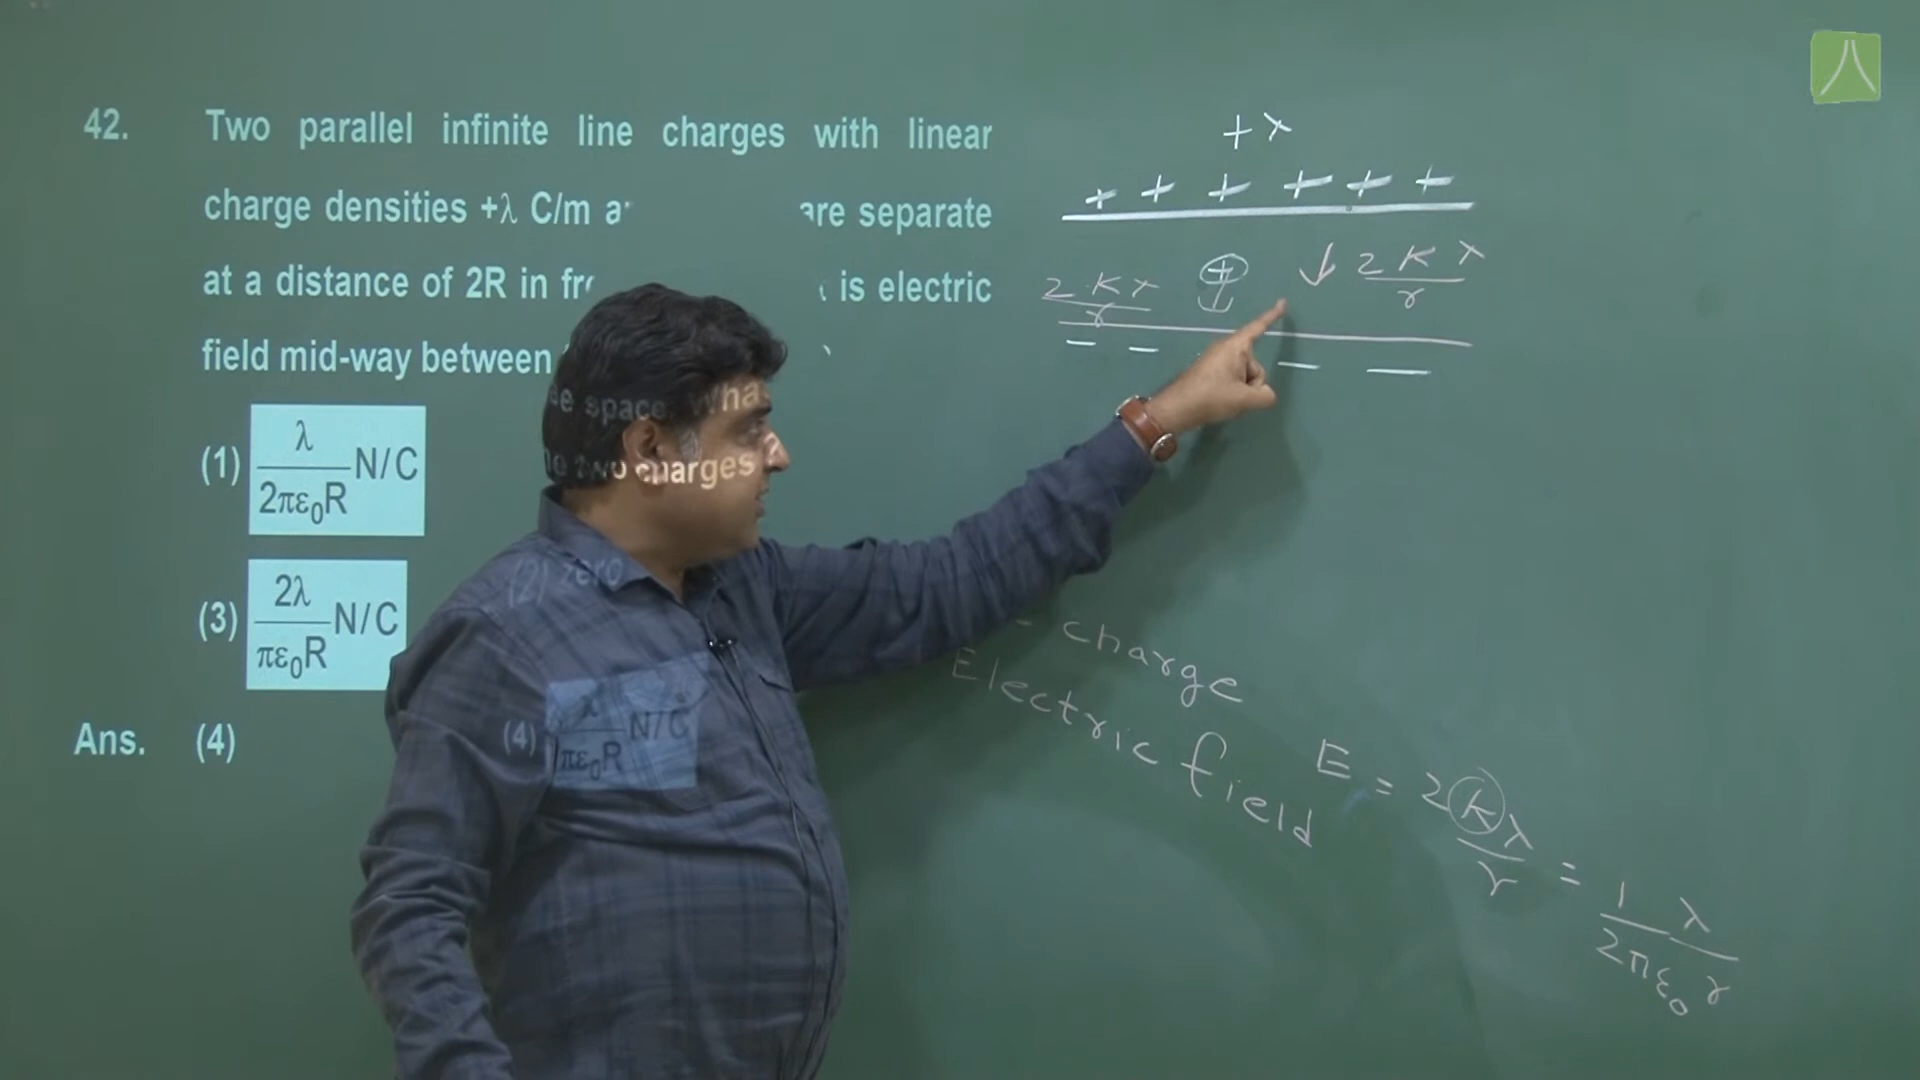 42. Two parallel infinite line charges with linear
charge densities +λ C/m are separate
at a distance of 2R in is electric
field mid-way between
ee space. Wha
two charges
(1) λ/2πε₀R N/C
(2) zero
(3) 2λ/πε₀R N/C
(4) λ/πε₀R N/C
Ans. (4)
+λ
+ + + + + +
2Kλ/r + ↓ 2Kλ/r
– – – –
charge
Electric field E = 2kλ/r = 1/2πε₀ λ/r